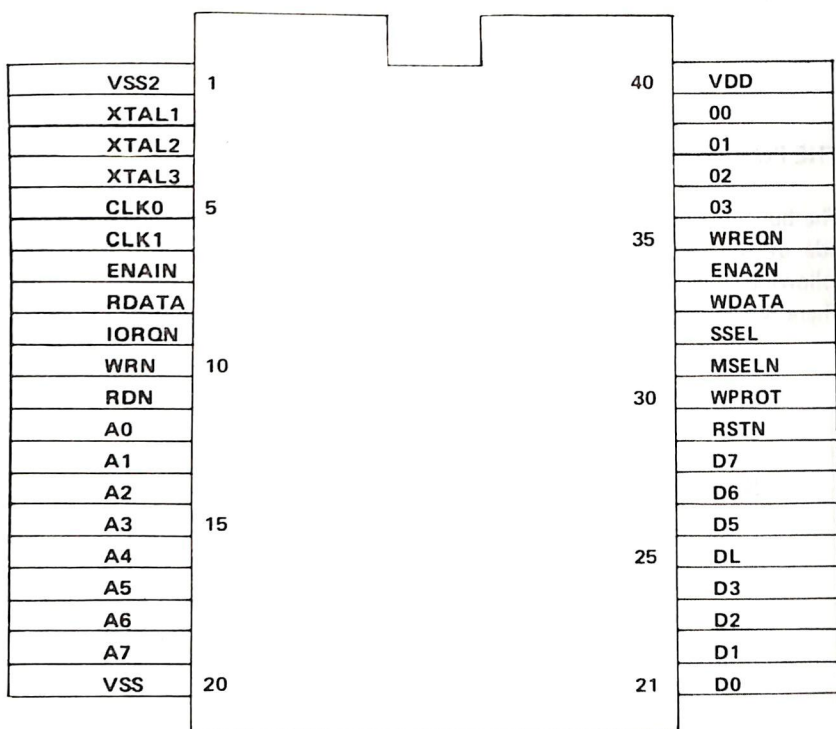 VSS2 1 40 VDD
XTAL1 00
XTAL2 01
XTAL3 02
CLK0 5 03
CLK1 35 WREQN
ENAIN ENA2N
RDATA WDATA
IORQN SSEL
WRN 10 MSELN
RDN 30 WPROT
A0 RSTN
A1 D7
A2 D6
A3 15 D5
A4 25 DL
A5 D3
A6 D2
A7 D1
VSS 20 21 D0